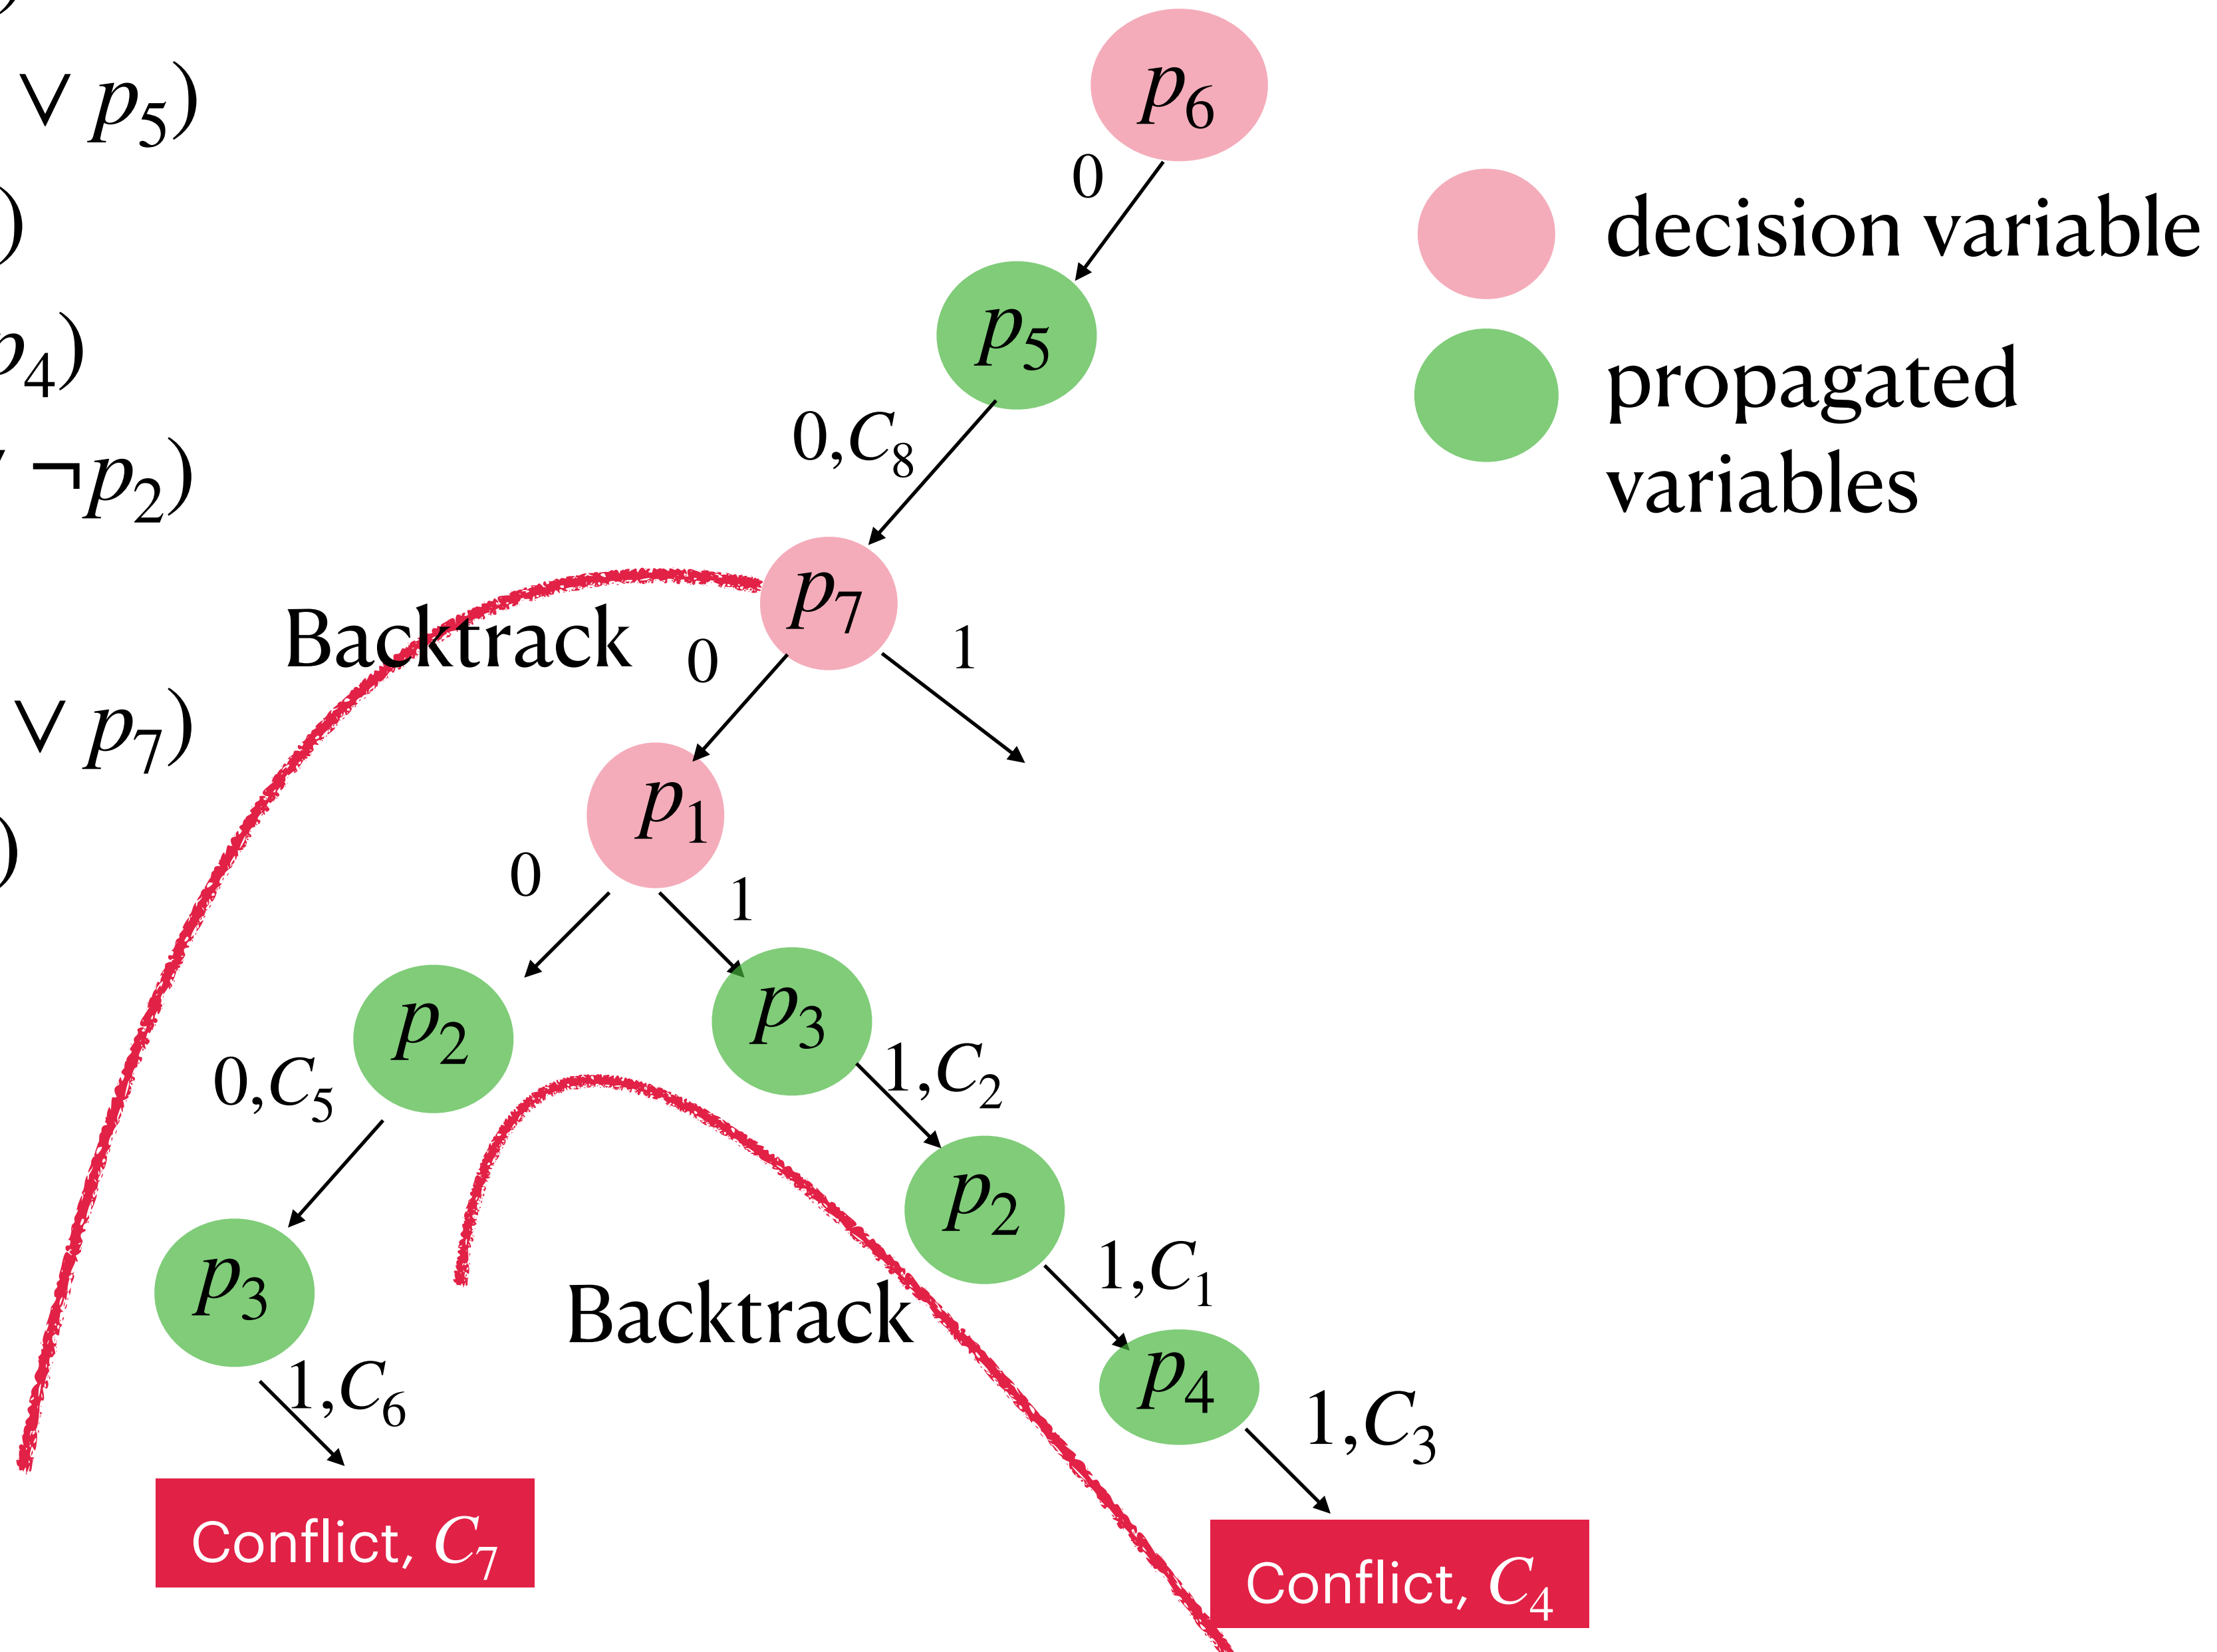 )
∨ p₅)
)
p₄)
¬p₂)
∨ p₇)
)
p₆
0
p₅
0,C₈
p₇
Backtrack
0
1
p₁
0
1
p₂
p₃
0,C₅
1,C₂
p₃
p₂
1,C₆
1,C₁
Backtrack
p₄
1,C₃
Conflict, C₇
Conflict, C₄
decision variable
propagated
variables